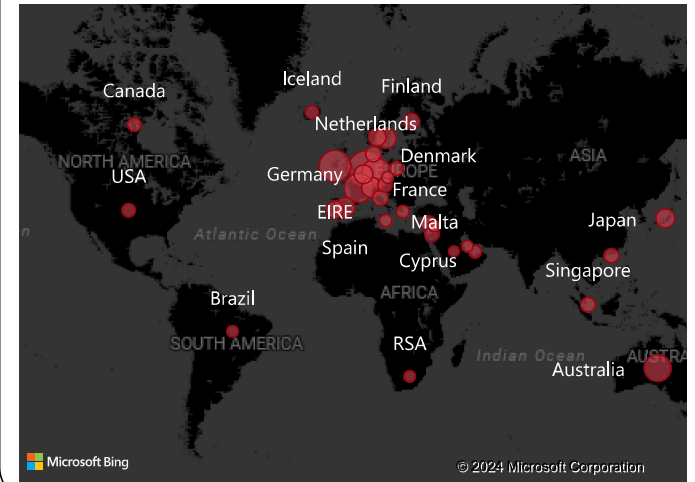 Iceland
Finland
Canada
Netherlands
NORTH AMERICA
Denmark
ASIA
USA
Germany
OPE
France
EIRE
Malta
Japan
n
Atlantic Ocean
Spain
Cyprus
Singapore
AFRICA
Brazil
SOUTH AMERICA
RSA
Indian Ocean
AUSTRA
Australia
Microsoft Bing
© 2024 Microsoft Corporation